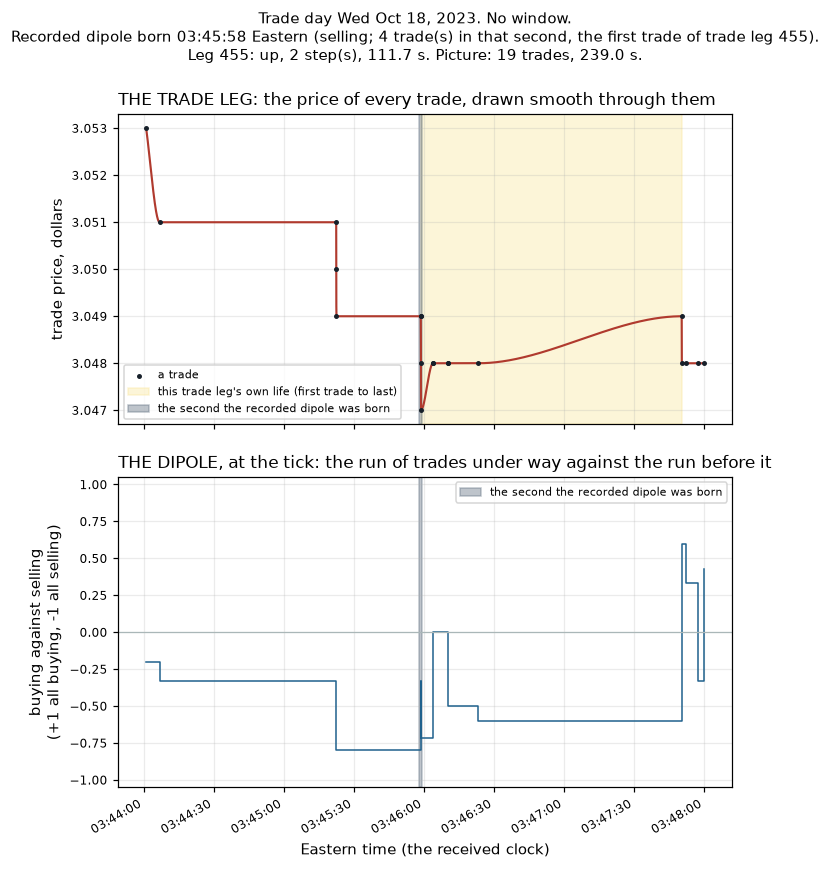 Trade day Wed Oct 18, 2023. No window.
Recorded dipole born 03:45:58 Eastern (selling; 4 trade(s) in that second, the first trade of trade leg 455).
Leg 455: up, 2 step(s), 111.7 s. Picture: 19 trades, 239.0 s.
THE TRADE LEG: the price of every trade, drawn smooth through them
trade price, dollars
3.053
3.052
3.051
3.050
3.049
3.048
3.047
a trade
this trade leg's own life (first trade to last)
the second the recorded dipole was born
THE DIPOLE, at the tick: the run of trades under way against the run before it
buying against selling
(+1 all buying, -1 all selling)
1.00
0.75
0.50
0.25
0.00
−0.25
−0.50
−0.75
−1.00
the second the recorded dipole was born
03:44:00
03:44:30
03:45:00
03:45:30
03:46:00
03:46:30
03:47:00
03:47:30
03:48:00
Eastern time (the received clock)